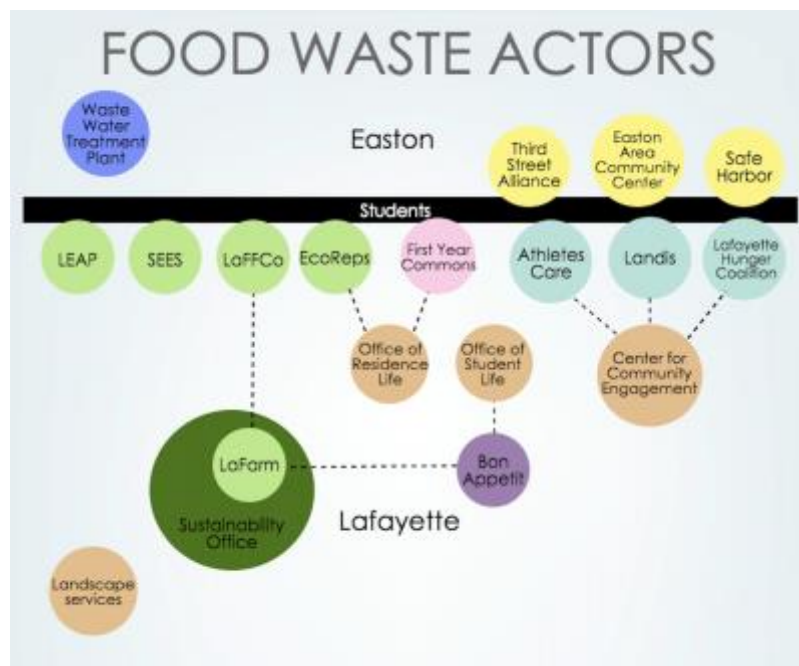 FOOD WASTE ACTORS
Waste
Water
Treatment
Plant
Easton
Third
Street
Alliance
Easton
Area
Community
Center
Safe
Harbor
Students
LEAP
SEES
LaFFCo
EcoReps
First Year
Commons
Athletes
Care
Landis
Lafayette
Hunger
Coalition
Office of
Residence
Life
Office of
Student
Life
Center for
Community
Engagement
LaFarm
Bon
Appetit
Sustainability
Office
Lafayette
Landscape
services